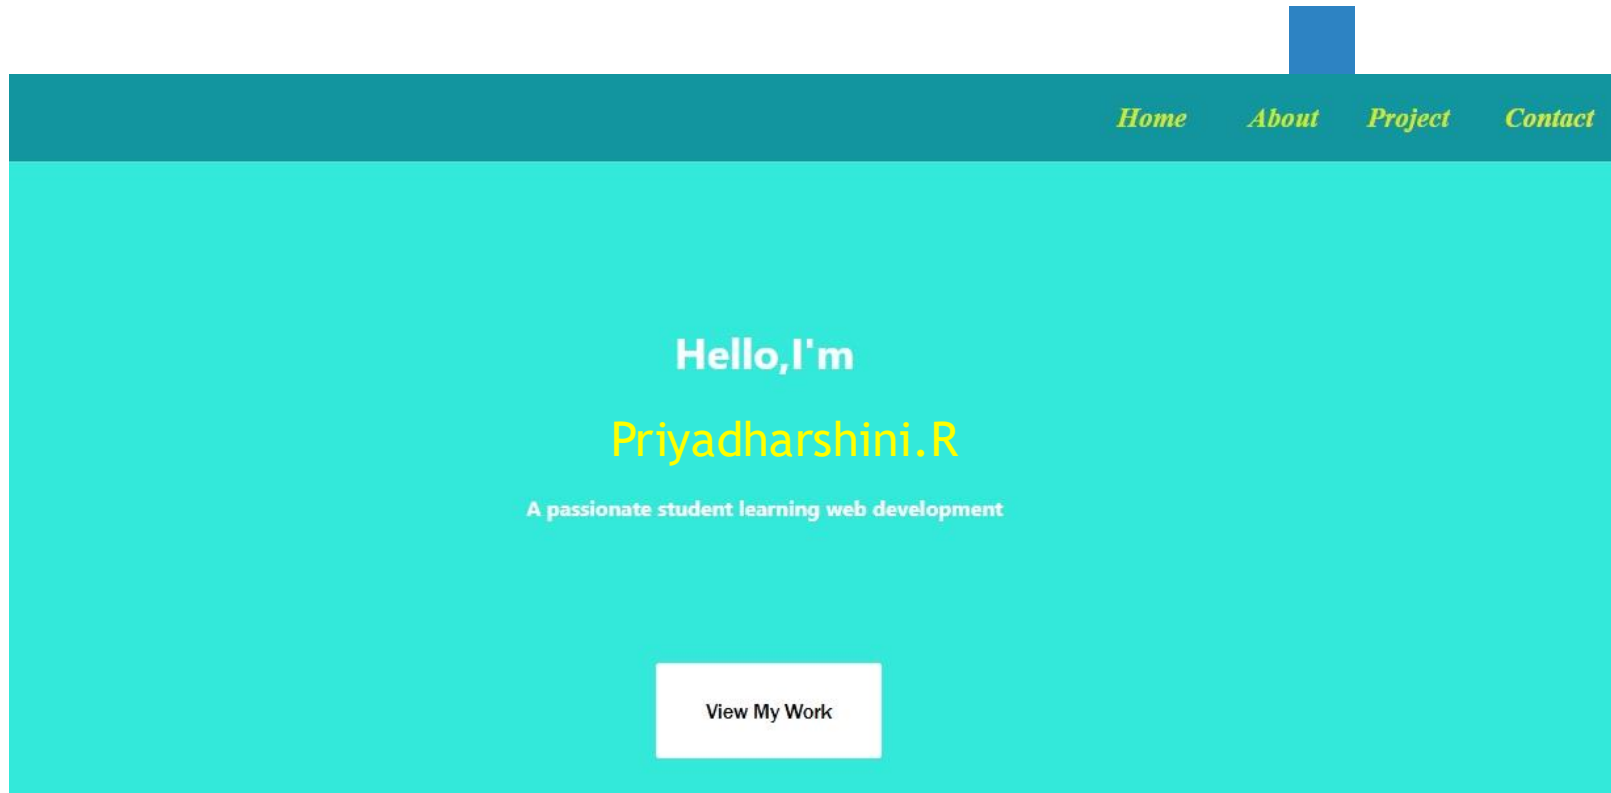 Home About Project Contact
Hello,I'm
Priyadharshini.R
A passionate student learning web development
View My Work